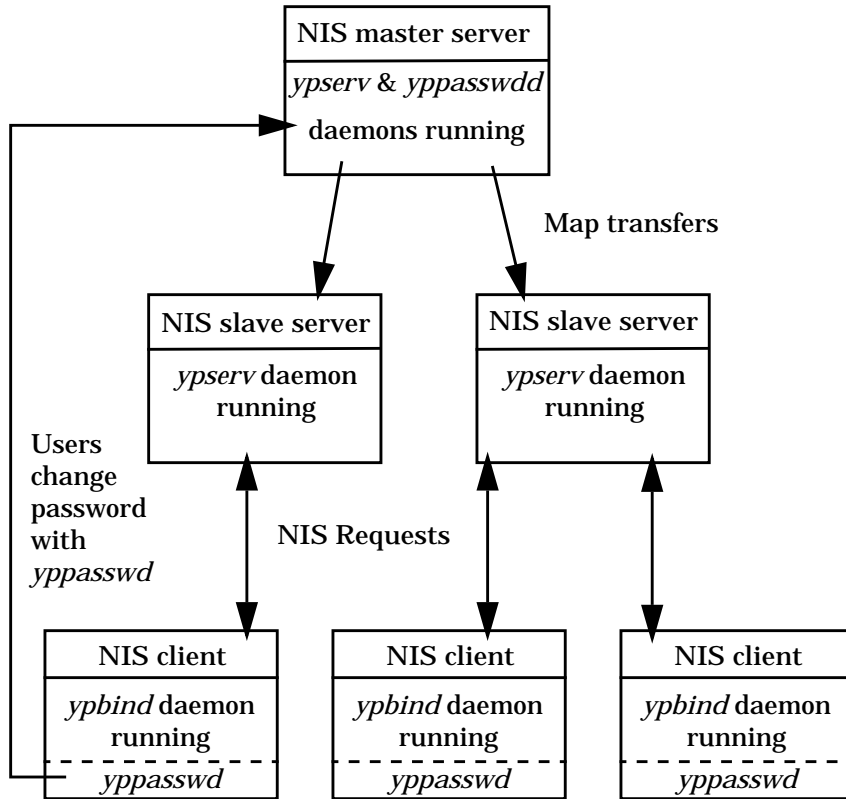 NIS master server
ypserv & yppasswdd
daemons running
Map transfers
NIS slave server
ypserv daemon
running
NIS slave server
ypserv daemon
running
Users
change
password
with
yppasswd
NIS Requests
NIS client
ypbind daemon
running
yppasswd
NIS client
ypbind daemon
running
yppasswd
NIS client
ypbind daemon
running
yppasswd